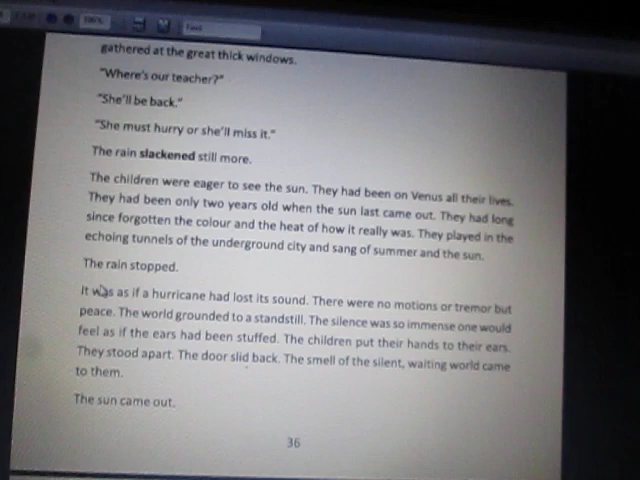 gathered at the great thick windows.
"Where's our teacher?"
"She'll be back."
"She must hurry or she'll miss it."
The rain slackened still more.
The children were eager to see the sun. They had been on Venus all their lives.
They had been only two years old when the sun last came out. They had long
since forgotten the colour and the heat of how it really was. They played in the
echoing tunnels of the underground city and sang of summer and the sun.
The rain stopped.
It was as if a hurricane had lost its sound. There were no motions or tremor but
peace. The world grounded to a standstill. The silence was so immense one would
feel as if the ears had been stuffed. The children put their hands to their ears.
They stood apart. The door slid back. The smell of the silent, waiting world came
to them.
The sun came out.
36